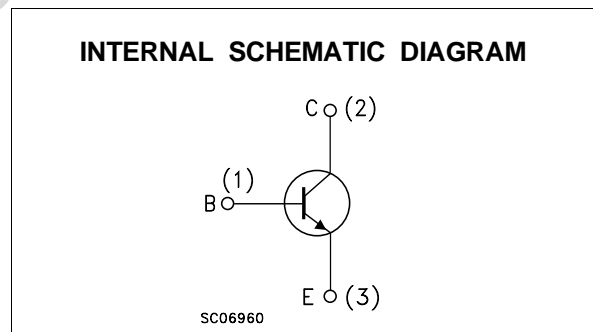 INTERNAL SCHEMATIC DIAGRAM
C (2)
(1)
B
E (3)
SC06960